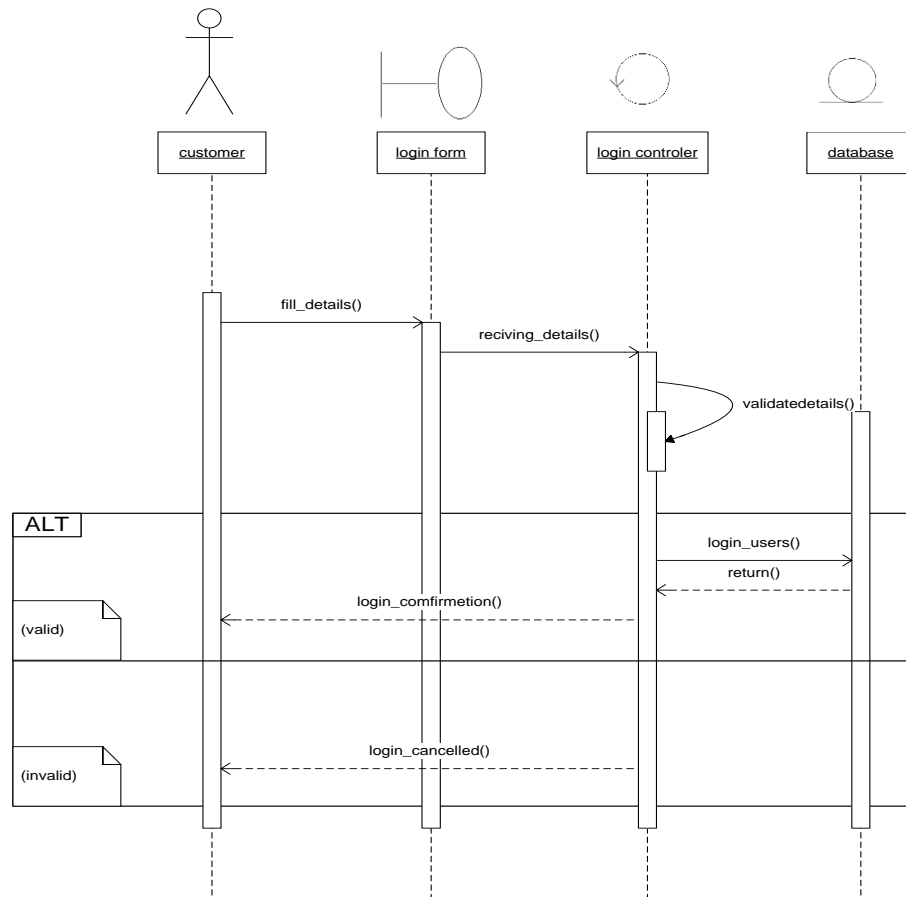 customer
login form
login controler
database
fill_details()
reciving_details()
validatedetails()
ALT
login_users()
return()
login_comfirmetion()
(valid)
login_cancelled()
(invalid)